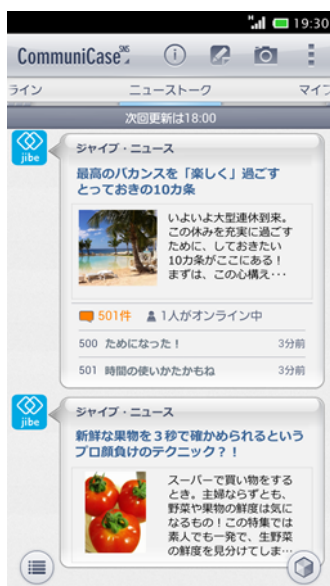 H
19:30
CommuniCase SNS
ライン
ニューストーク
マイフ
次回更新は18:00
jibe
ジャイブ・ニュース
最高のバカンスを「楽しく」過ごす
とっておきの10カ条
いよいよ大型連休到来。
この休みを充実に過ごす
ために、しておきたい
10カ条がここにある！
まずは、この心構え・・・
501件
1人がオンライン中
500 ためになった！ 3分前
501 時間の使いかたかもね 3分前
jibe
ジャイブ・ニュース
新鮮な果物を３秒で確かめられるという
プロ顔負けのテクニック？！
スーパーで買い物をする
とき。主婦ならずとも、
野菜や果物の鮮度は気に
なるもの！この特集では
素人でも一発で、生野菜
の鮮度を見分けてしま・・・